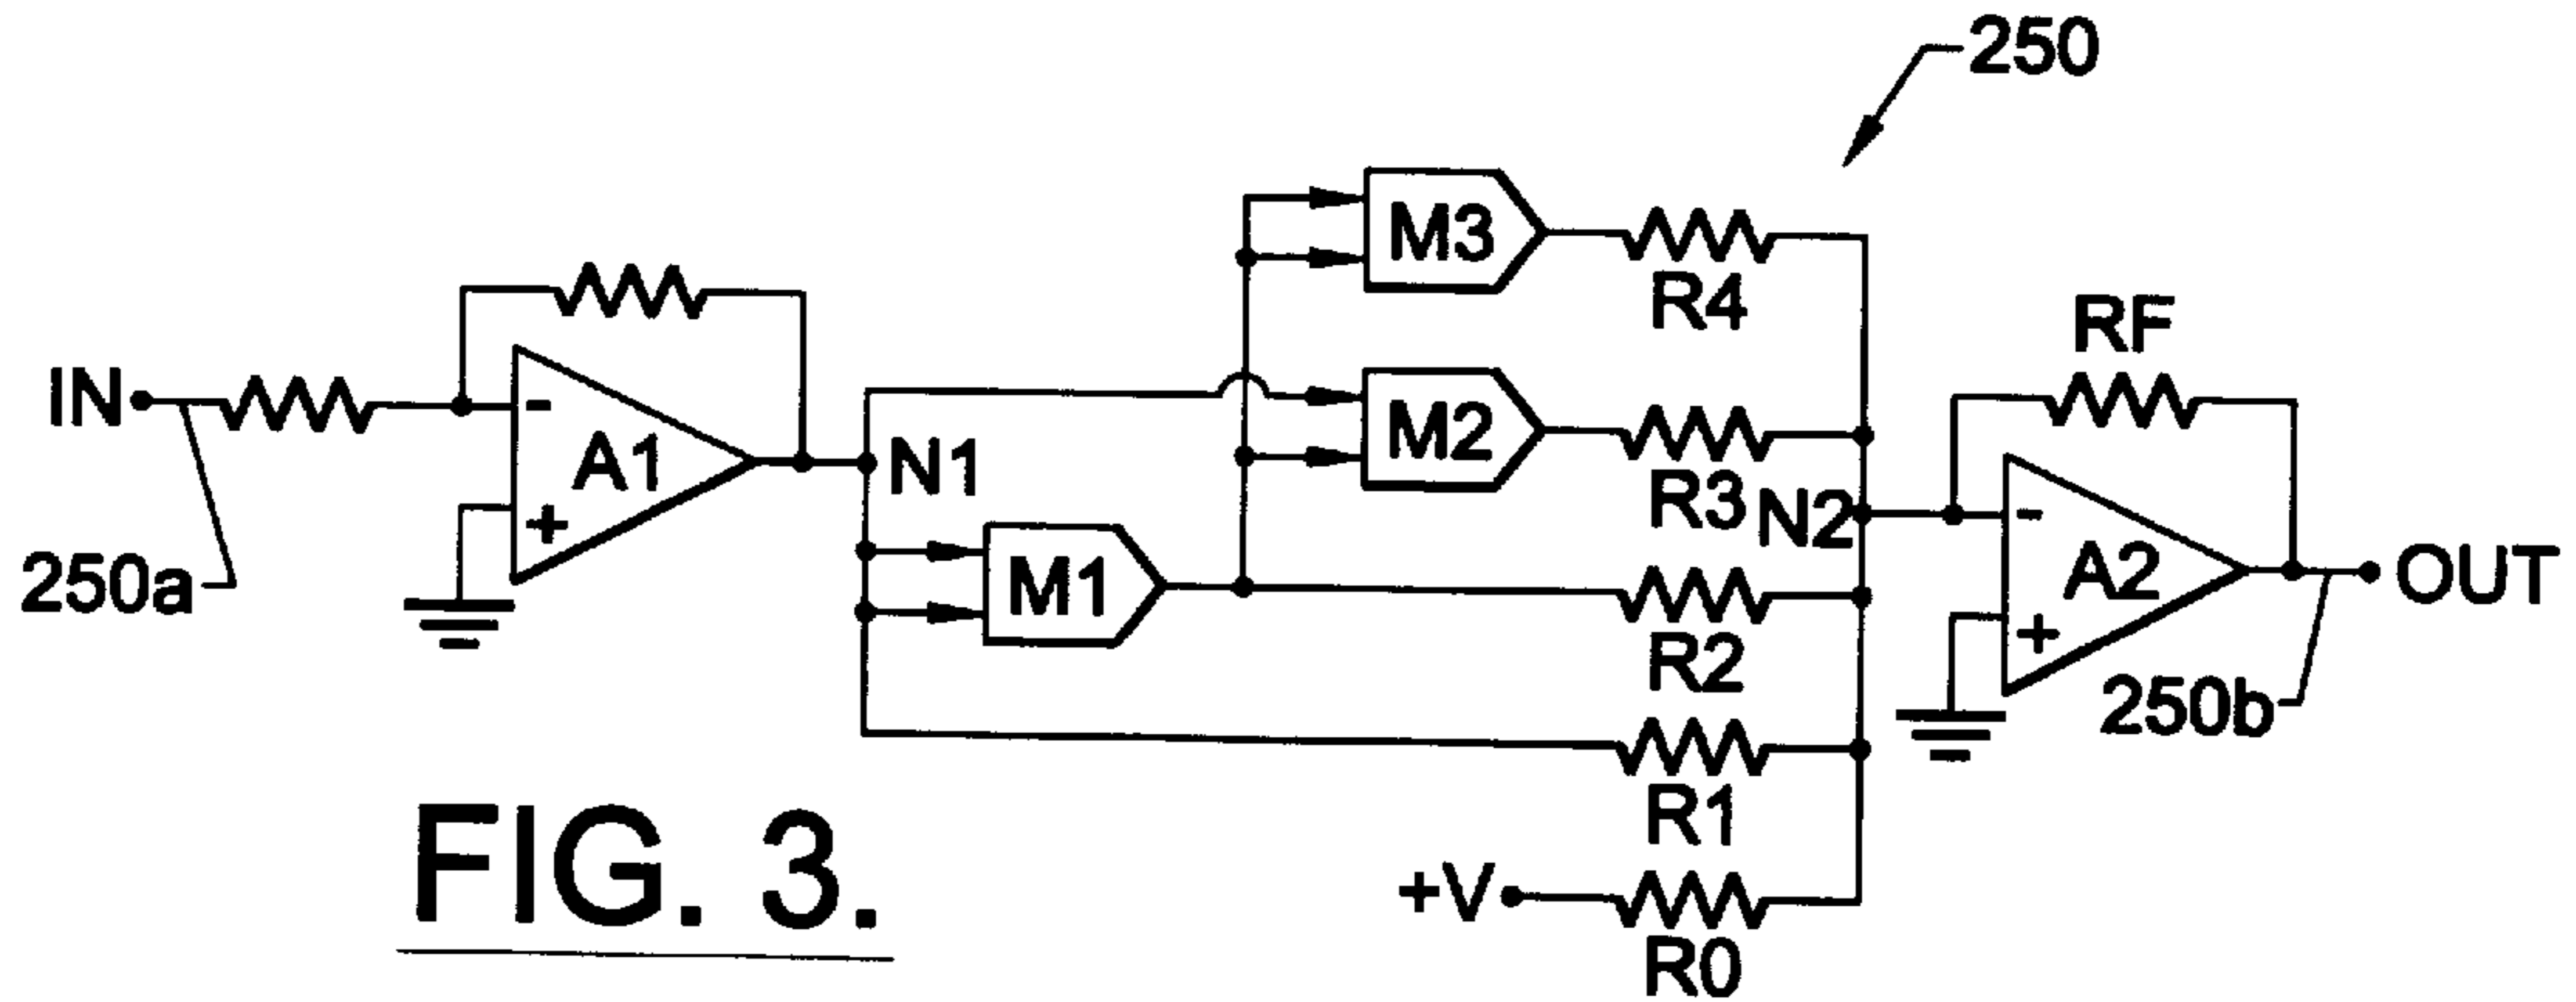 250
M3
R4
RF
IN
-
A1
+
N1
M2
R3
N2
-
A2
+
OUT
250a
M1
R2
250b
R1
+V
R0
FIG. 3.